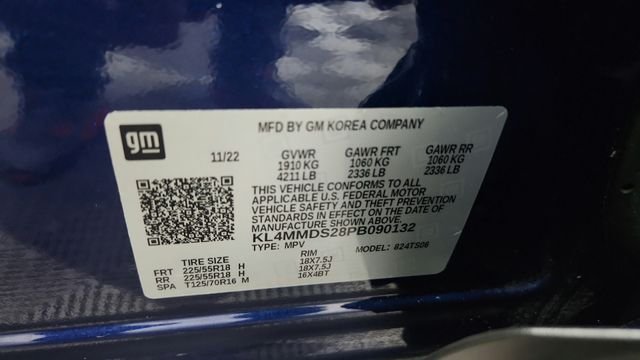 gm
MFD BY GM KOREA COMPANY
11/22 GVWR GAWR FRT GAWR RR
1910 KG 1060 KG 1060 KG
4211 LB 2336 LB 2336 LB
THIS VEHICLE CONFORMS TO ALL
APPLICABLE U.S. FEDERAL MOTOR
VEHICLE SAFETY AND THEFT PREVENTION
STANDARDS IN EFFECT ON THE DATE OF
MANUFACTURE SHOWN ABOVE.
KL4MMDS28PB090132
TYPE: MPV MODEL: 824TS06
TIRE SIZE RIM
FRT 225/55R18 H 18X7.5J
RR 225/55R18 H 18X7.5J
SPA T125/70R16 M 16X4BT